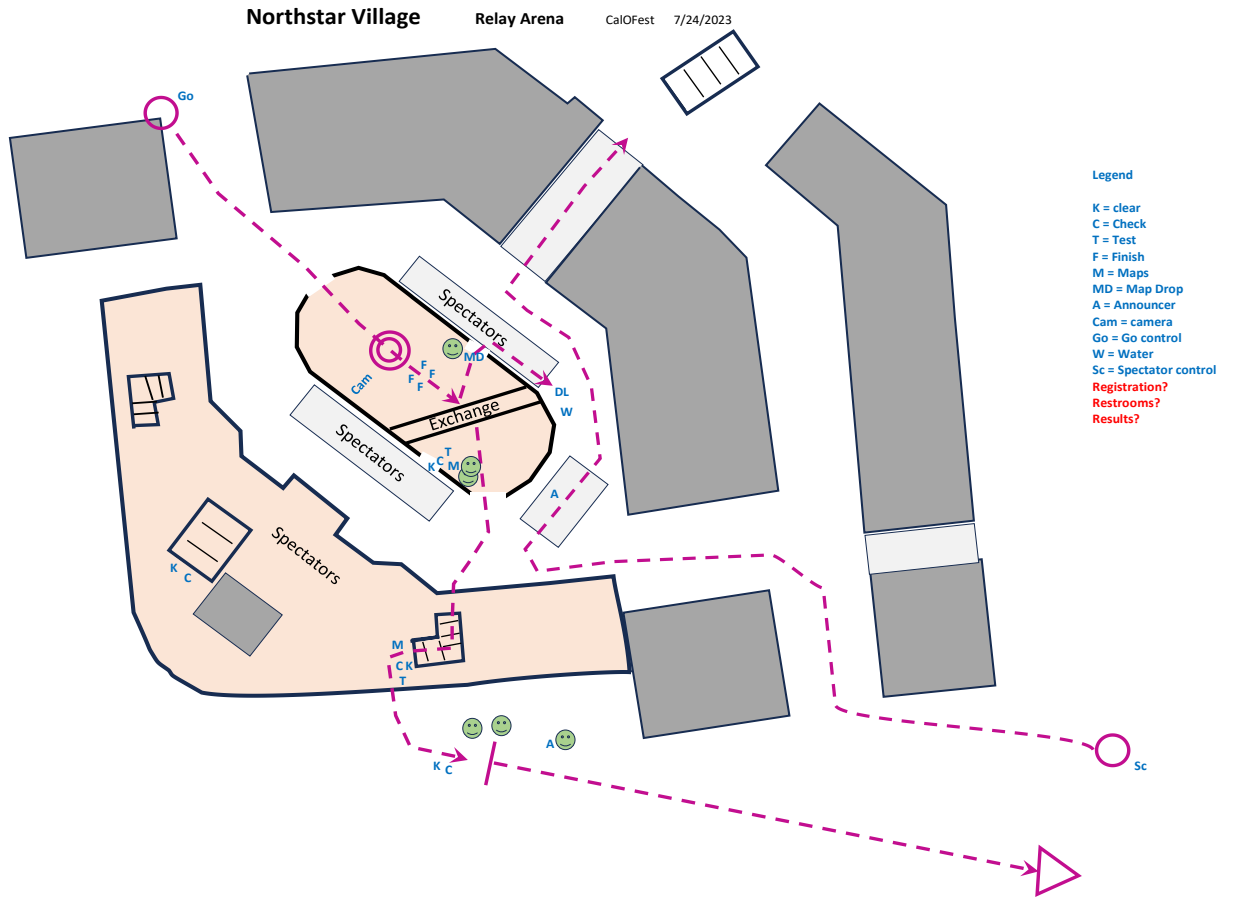 Northstar Village Relay Arena CalOFest 7/24/2023
Go
Legend
K = clear
C = Check
T = Test
F = Finish
M = Maps
MD = Map Drop
A = Announcer
Cam = camera
Go = Go control
W = Water
Sc = Spectator control
Registration?
Restrooms?
Results?
Spectators
MD
F
F
F
F
Cam
DL
W
Exchange
Spectators
T
C
K
M
A
Spectators
K
C
M
C K
T
A
K C
Sc